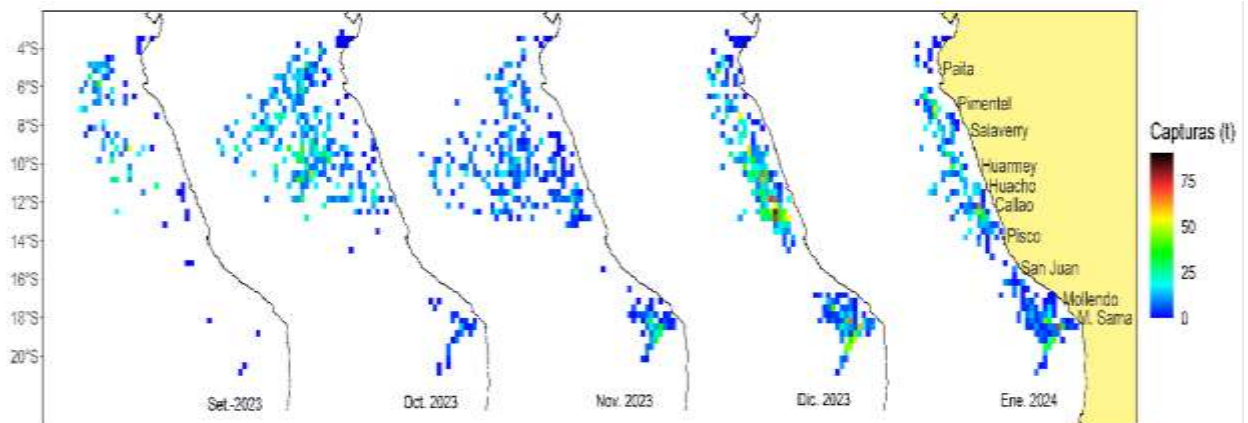 4°S
6°S
8°S
10°S
12°S
14°S
16°S
18°S
20°S
Paita
Pimentel
Salaverry
Huarmey
Huacho
Callao
Pisco
San Juan
Mollendo
M. Sama
Set.-2023
Oct. 2023
Nov. 2023
Dic. 2023
Ene. 2024
Capturas (t)
75
50
25
0